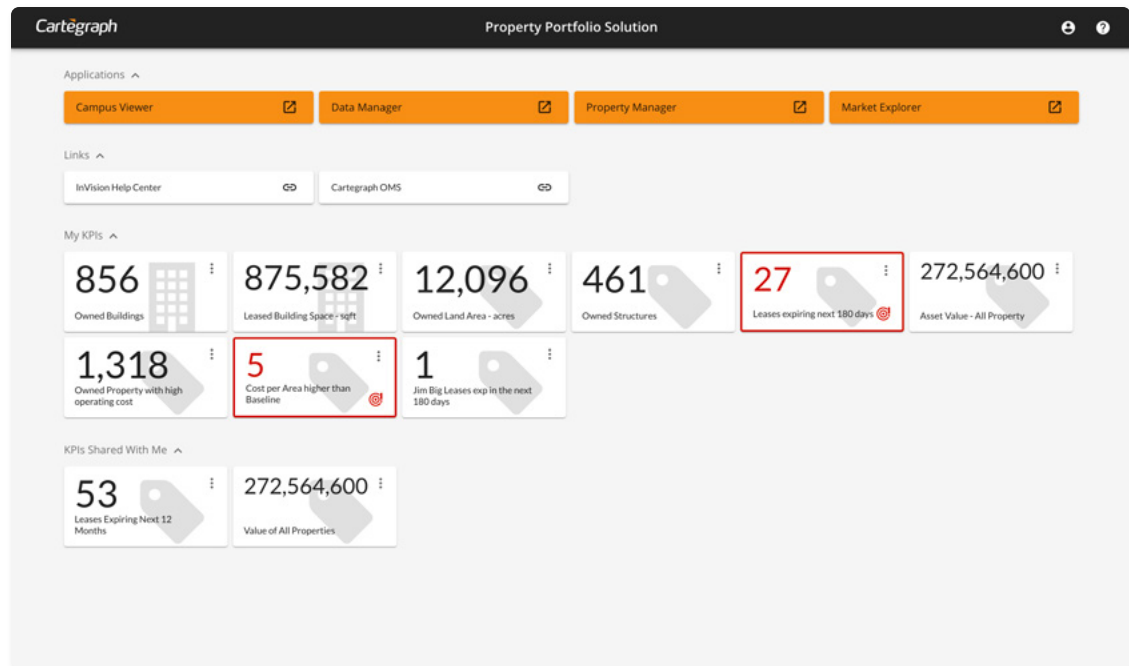 Cartëgraph
Property Portfolio Solution
Applications
Campus Viewer
Data Manager
Property Manager
Market Explorer
Links
InVision Help Center
Cartegraph OMS
My KPIs
856
Owned Buildings
875,582
Leased Building Space - sqft
12,096
Owned Land Area - acres
461
Owned Structures
27
Leases expiring next 180 days
272,564,600
Asset Value - All Property
1,318
Owned Property with high
operating cost
5
Cost per Area higher than
Baseline
1
Jim Big Leases exp in the next
180 days
KPIs Shared With Me
53
Leases Expiring Next 12
Months
272,564,600
Value of All Properties